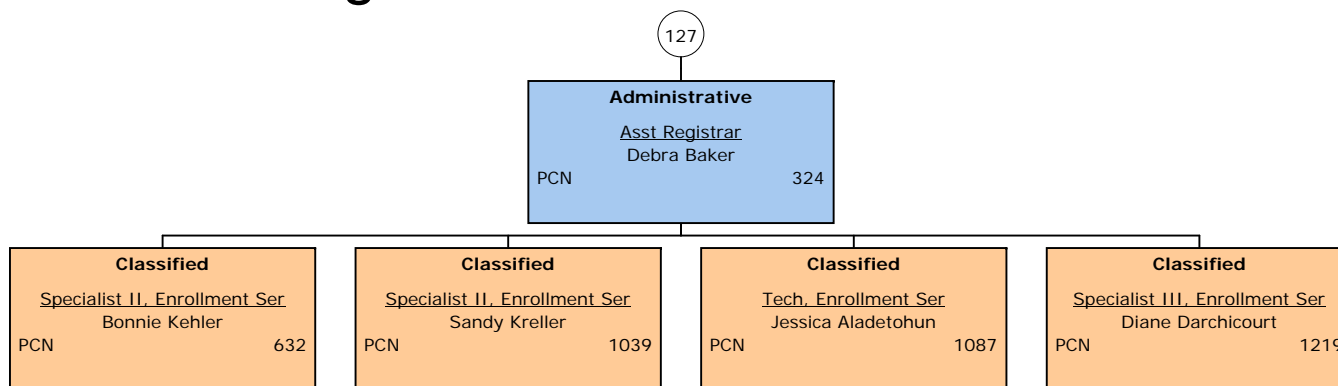 127
Administrative
Asst Registrar
Debra Baker
PCN 324
Classified
Specialist II, Enrollment Ser
Bonnie Kehler
PCN 632
Classified
Specialist II, Enrollment Ser
Sandy Kreller
PCN 1039
Classified
Tech, Enrollment Ser
Jessica Aladetohun
PCN 1087
Classified
Specialist III, Enrollment Ser
Diane Darchicourt
PCN 1219